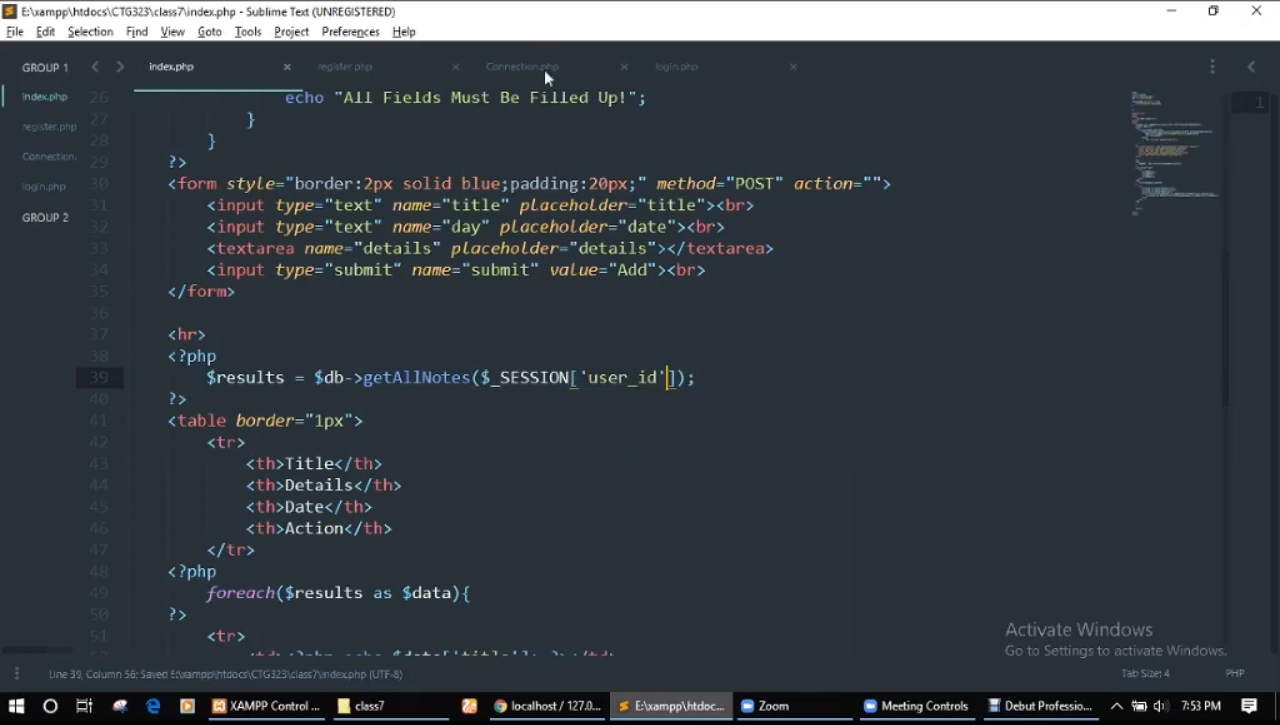 E:\xampp\htdocs\CTG323\class7\index.php - Sublime Text (UNREGISTERED)
File Edit Selection Find View Goto Tools Project Preferences Help
GROUP 1
index.php
register.php
Connection.
login.php
GROUP 2
index.php register.php Connection.php login.php
26 echo "All Fields Must Be Filled Up!";
27 }
28 }
29 ?>
30 <form style="border:2px solid blue;padding:20px;" method="POST" action="">
31 <input type="text" name="title" placeholder="title"><br>
32 <input type="text" name="day" placeholder="date"><br>
33 <textarea name="details" placeholder="details"></textarea>
34 <input type="submit" name="submit" value="Add"><br>
35 </form>
36
37 <hr>
38 <?php
39 $results = $db->getAllNotes($_SESSION['user_id']);
40 ?>
41 <table border="1px">
42 <tr>
43 <th>Title</th>
44 <th>Details</th>
45 <th>Date</th>
46 <th>Action</th>
47 </tr>
48 <?php
49 foreach($results as $data){
50 ?>
51 <tr>
<td><?php echo $data['title']; ?></td>
1
Activate Windows
Go to Settings to activate Windows.
Line 39, Column 56; Saved E:\xampp\htdocs\CTG323\class7\index.php (UTF-8)
Tab Size: 4 PHP
XAMPP Control ... class7 localhost / 127.0... E:\xampp\htdoc... Zoom Meeting Controls Debut Professio... 7:53 PM